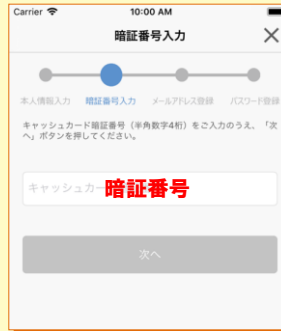 Carrier 10:00 AM
暗証番号入力
本人情報入力 暗証番号入力 メールアドレス登録 パスワード登録
キャッシュカード暗証番号（半角数字4桁）をご入力のうえ、「次
へ」ボタンを押してください。
キャッシュカー 暗証番号
次へ